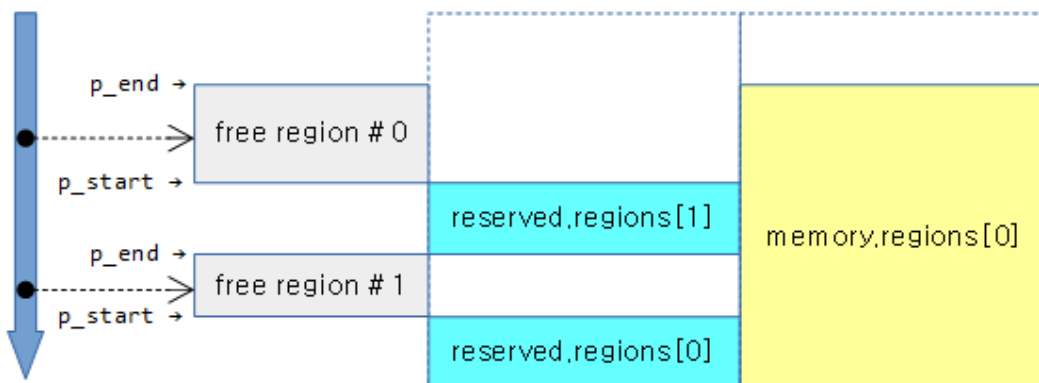 p_end →
free region # 0
p_start →
reserved,regions[1]
memory,regions[0]
p_end →
free region # 1
p_start →
reserved,regions[0]